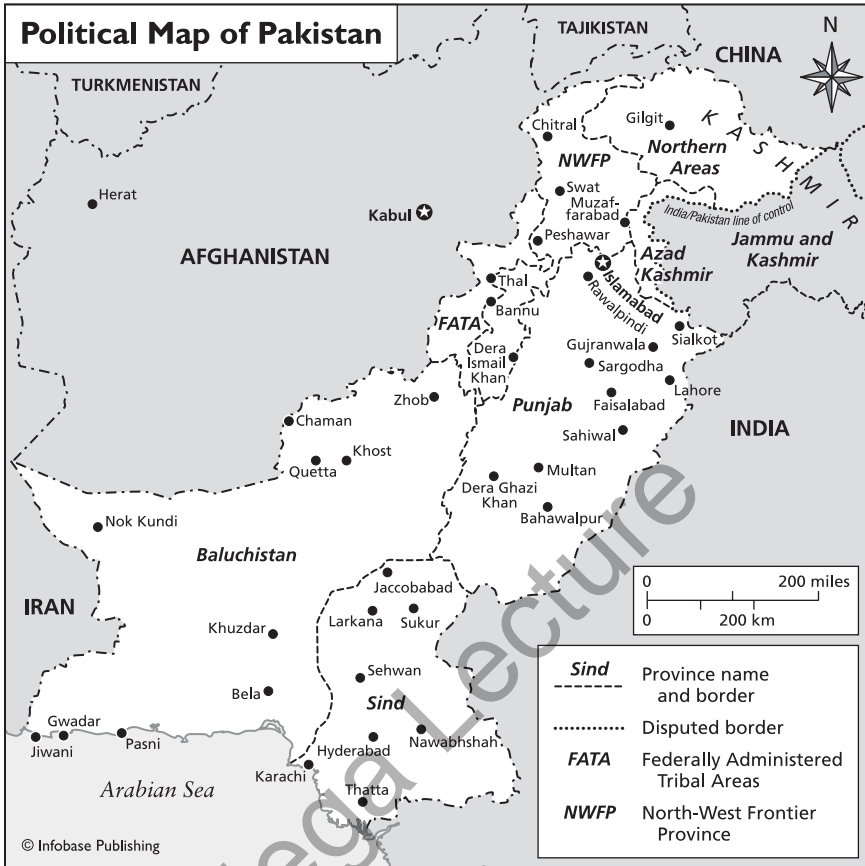 Political Map of Pakistan
TAJIKISTAN
N
CHINA
TURKMENISTAN
Chitral
Gilgit
KASHMIR
Northern
Areas
NWFP
Herat
Swat
Kabul
Muzaf-
farabad
India/Pakistan line of control
Peshawar
Jammu and
Kashmir
AFGHANISTAN
Azad
Kashmir
Islamabad
Rawalpindi
Thal
Bannu
FATA
Sialkot
Gujranwala
Dera
Ismail
Khan
Sargodha
Lahore
Zhob
Punjab
Faisalabad
Chaman
Sahiwal
INDIA
Khost
Quetta
Multan
Dera Ghazi
Khan
Bahawalpur
Nok Kundi
Baluchistan
Jaccobabad
0 200 miles
0 200 km
IRAN
Larkana
Sukur
Khuzdar
Sehwan
Bela
Sind
Gwadar
Jiwani
Pasni
Hyderabad
Nawabhshah
Karachi
Arabian Sea
Thatta
Sind Province name
and border
Disputed border
FATA Federally Administered
Tribal Areas
NWFP North-West Frontier
Province
© Infobase Publishing
ega Lecture